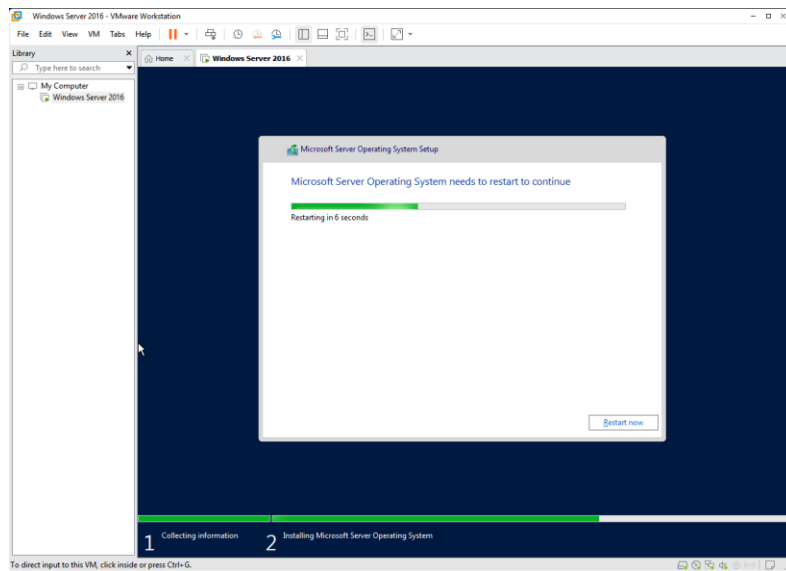 Windows Server 2016 - VMware Workstation
File Edit View VM Tabs Help
Library
Type here to search
My Computer
Windows Server 2016
Home
Windows Server 2016
Microsoft Server Operating System Setup
Microsoft Server Operating System needs to restart to continue
Restarting in 6 seconds
Restart now
1 Collecting information
2 Installing Microsoft Server Operating System
To direct input to this VM, click inside or press Ctrl+G.